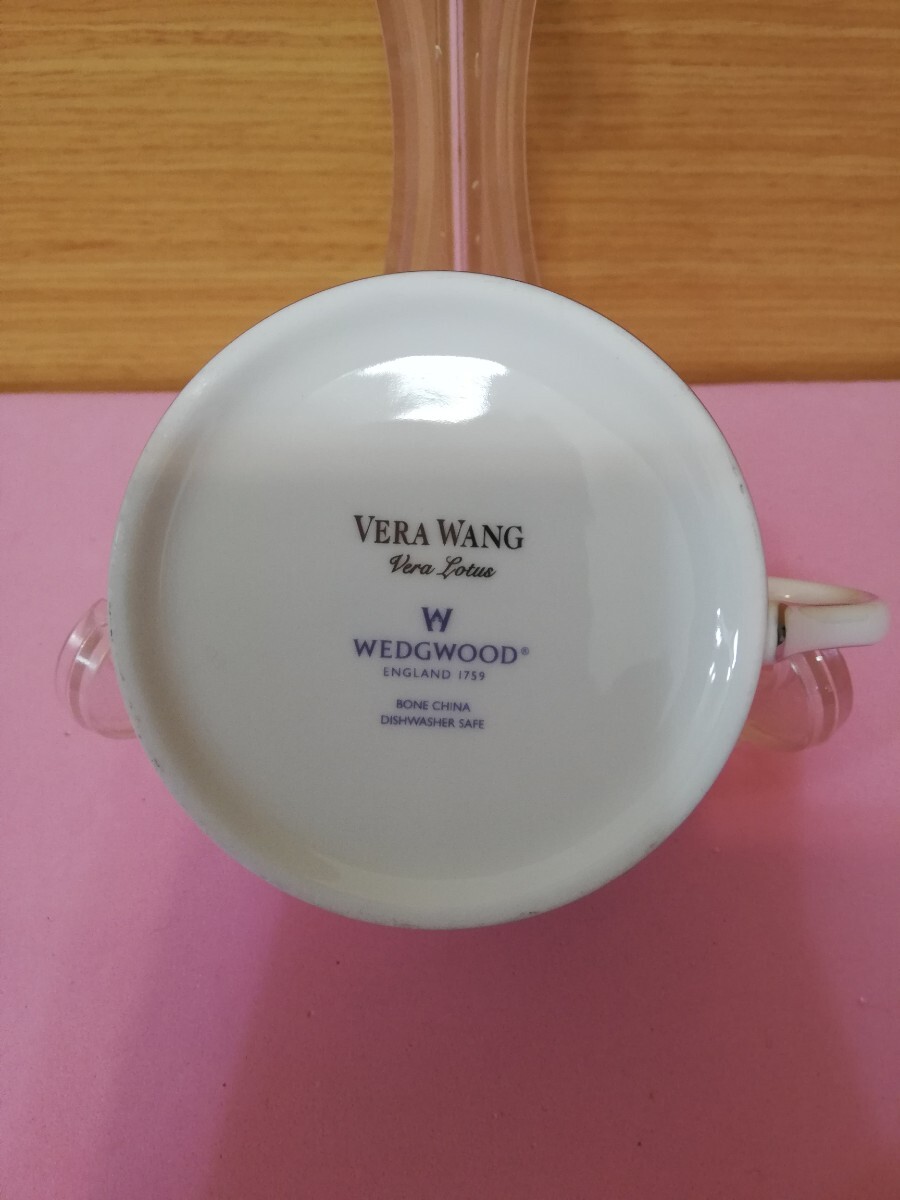 VERA WANG
Vera Lotus
W
WEDGWOOD®
ENGLAND 1759
BONE CHINA
DISHWASHER SAFE